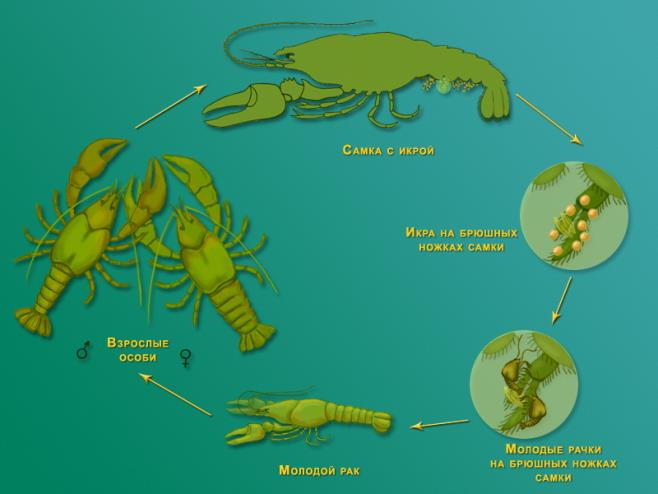 Самка с икрой
Икра на брюшных
ножках самки
Взрослые
особи
Молодые рачки
на брюшных ножках
самки
Молодой рак